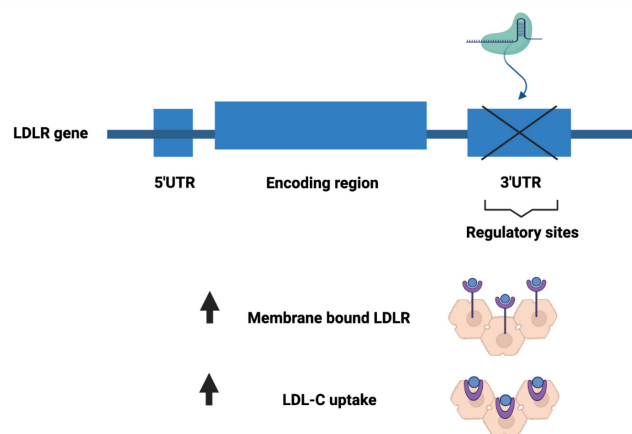 LDLR gene
5'UTR
Encoding region
3'UTR
Regulatory sites
Membrane bound LDLR
LDL-C uptake